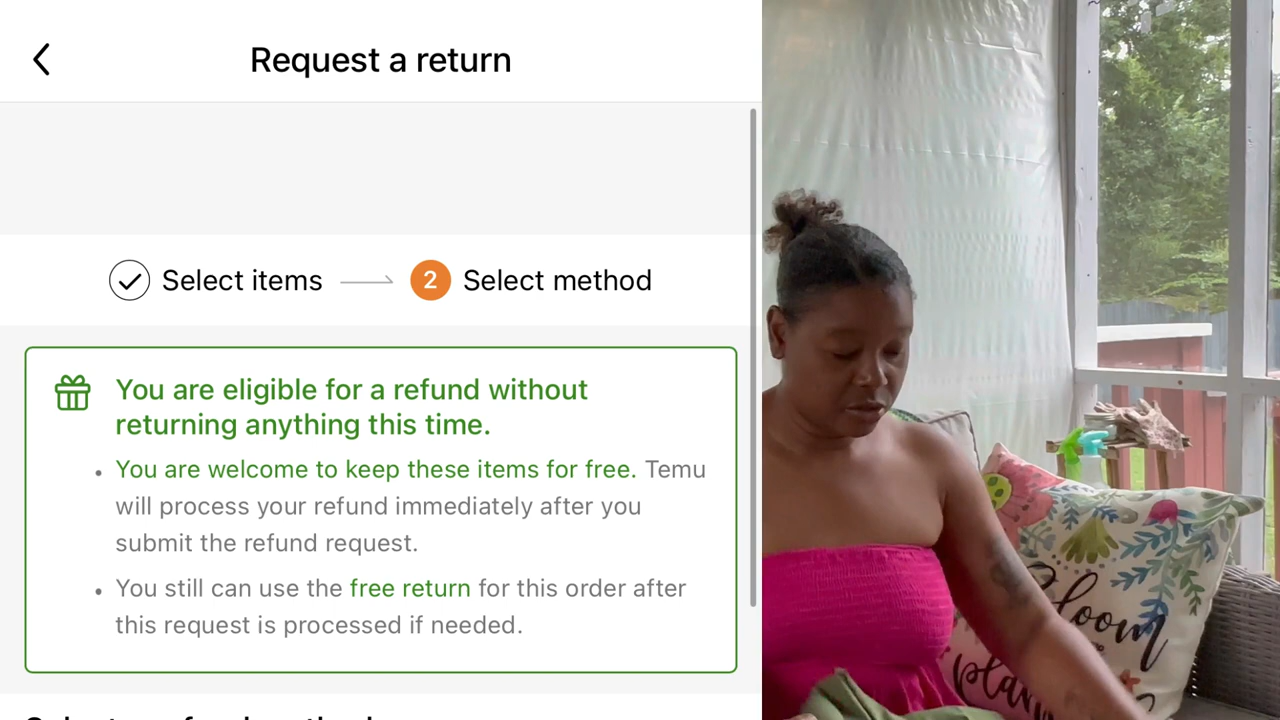 Request a return
Select items
2 Select method
You are eligible for a refund without
returning anything this time.
• You are welcome to keep these items for free. Temu
will process your refund immediately after you
submit the refund request.
• You still can use the free return for this order after
this request is processed if needed.
Bloom